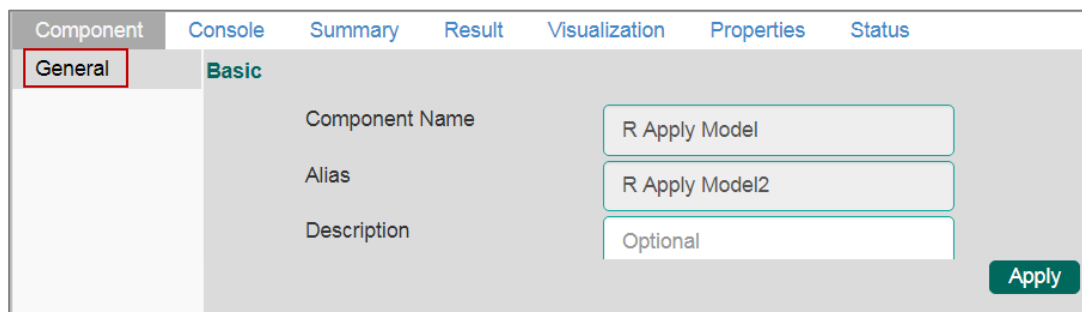 Component Console Summary Result Visualization Properties Status
General
Basic
Component Name R Apply Model
Alias R Apply Model2
Description Optional
Apply